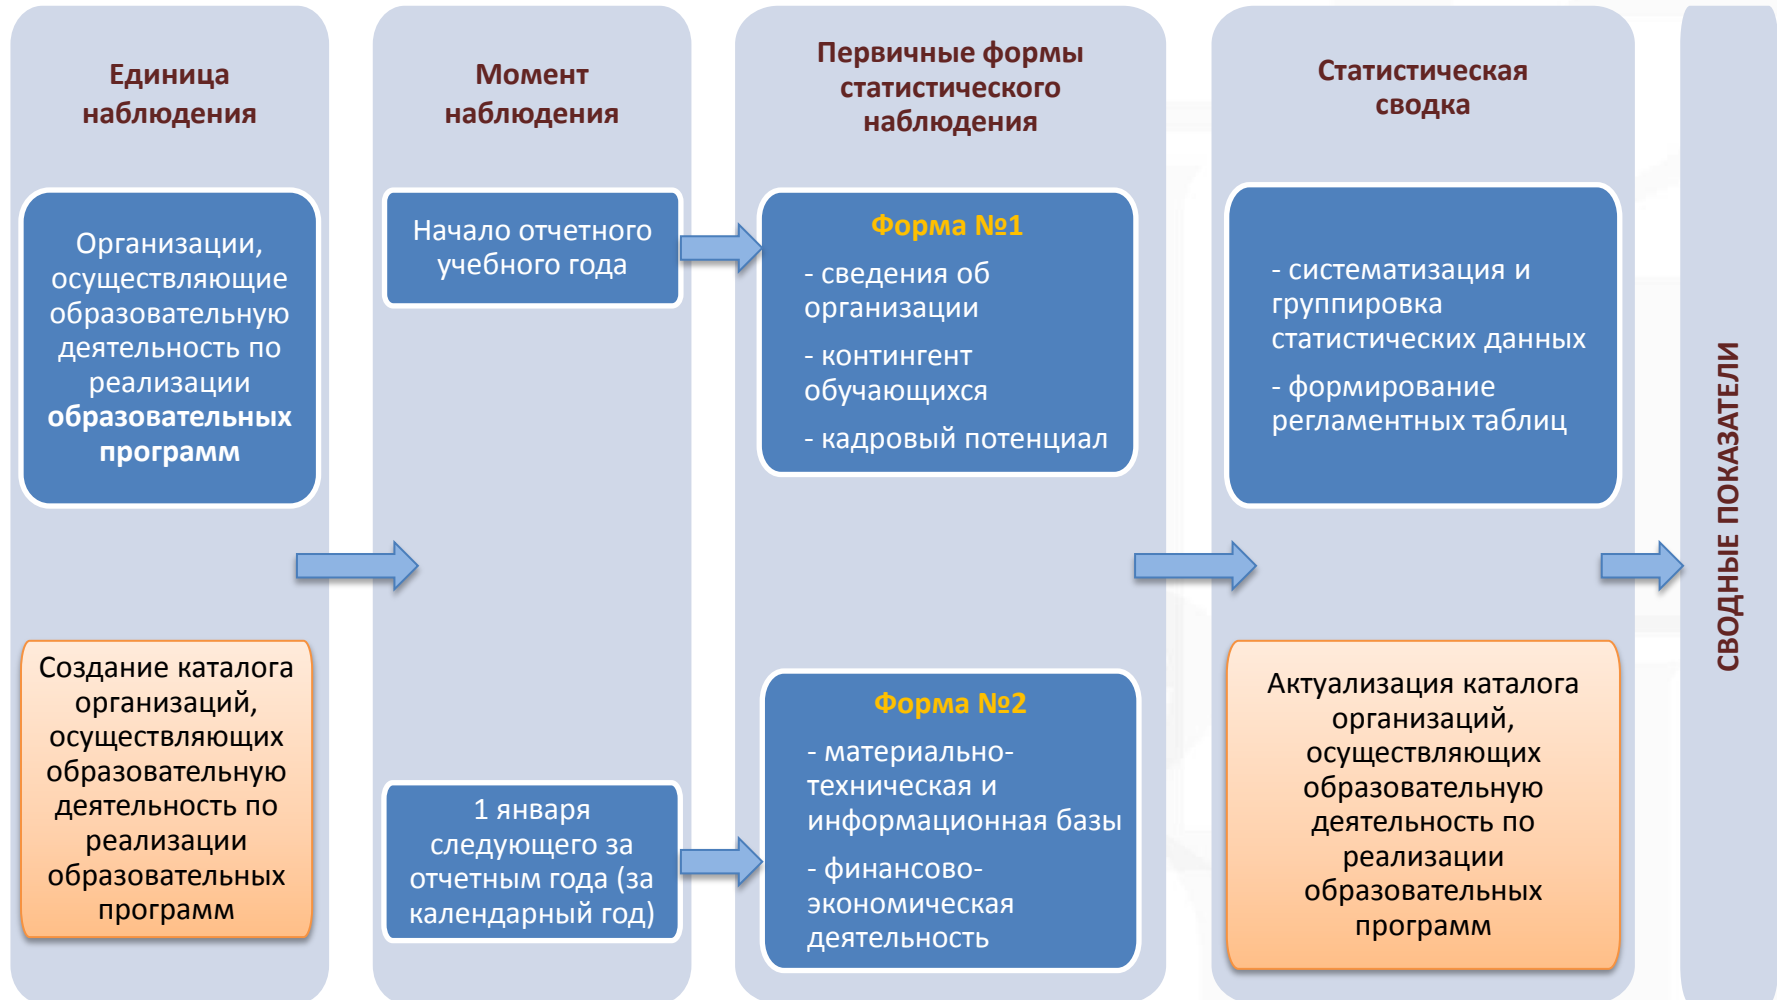 Единица
наблюдения
Организации,
осуществляющие
образовательную
деятельность по
реализации
образовательных
программ
Создание каталога
организаций,
осуществляющих
образовательную
деятельность по
реализации
образовательных
программ
Момент
наблюдения
Начало отчетного
учебного года
1 января
следующего за
отчетным года (за
календарный год)
Первичные формы
статистического
наблюдения
Форма №1
- сведения об
организации
- контингент
обучающихся
- кадровый потенциал
Форма №2
- материально-
техническая и
информационная базы
- финансово-
экономическая
деятельность
Статистическая
сводка
- систематизация и
группировка
статистических данных
- формирование
регламентных таблиц
Актуализация каталога
организаций,
осуществляющих
образовательную
деятельность по
реализации
образовательных
программ
СВОДНЫЕ ПОКАЗАТЕЛИ